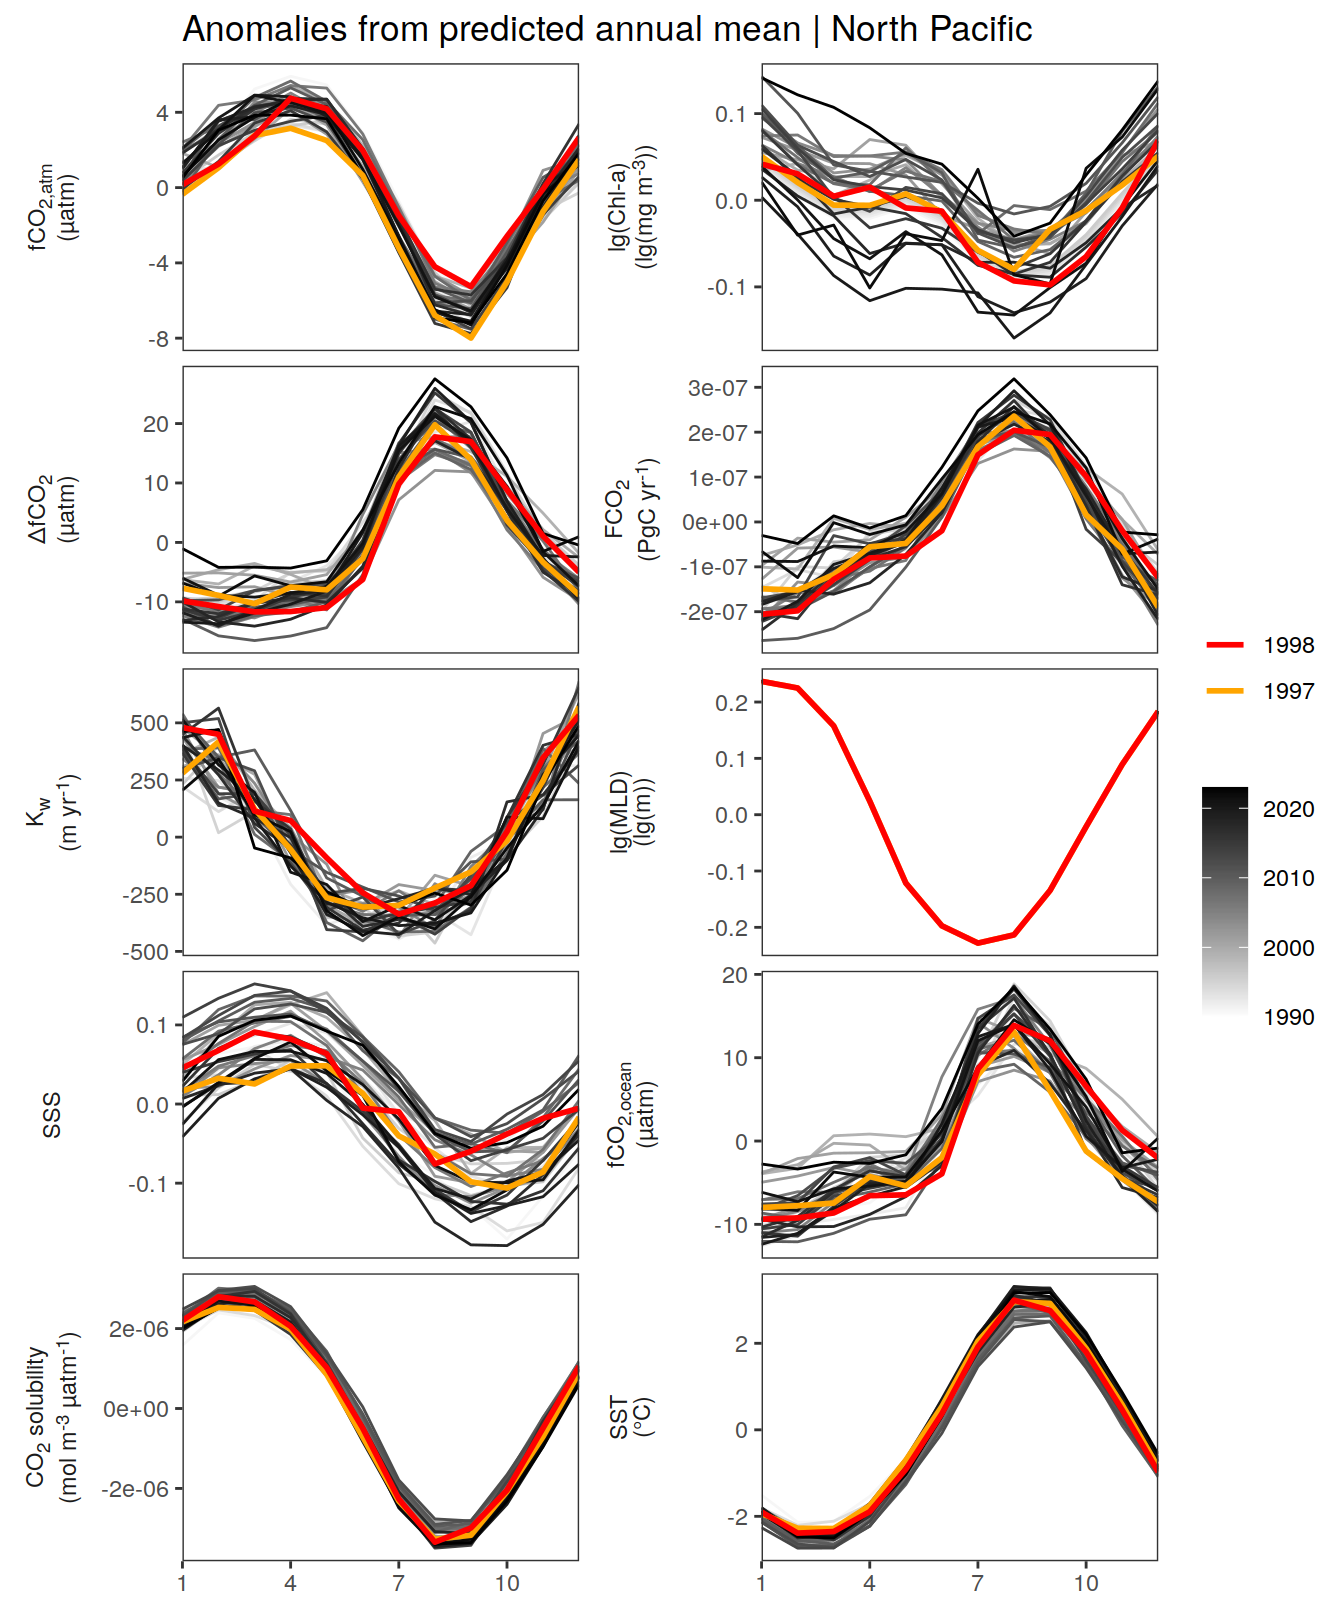 Anomalies from predicted annual mean | North Pacific
fCO2,atm
(µatm)
4
0
-4
-8
lg(Chl-a)
(lg(mg m-3))
0.1
0.0
-0.1
ΔfCO2
(µatm)
20
10
0
-10
FCO2
(PgC yr-1)
3e-07
2e-07
1e-07
0e+00
-1e-07
-2e-07
Kw
(m yr-1)
500
250
0
-250
-500
lg(MLD)
(lg(m))
0.2
0.1
0.0
-0.1
-0.2
SSS
0.1
0.0
-0.1
fCO2,ocean
(µatm)
20
10
0
-10
CO2 solubility
(mol m-3 µatm-1)
2e-06
0e+00
-2e-06
1
4
7
10
SST
(°C)
2
0
-2
1
4
7
10
1998
1997
2020
2010
2000
1990